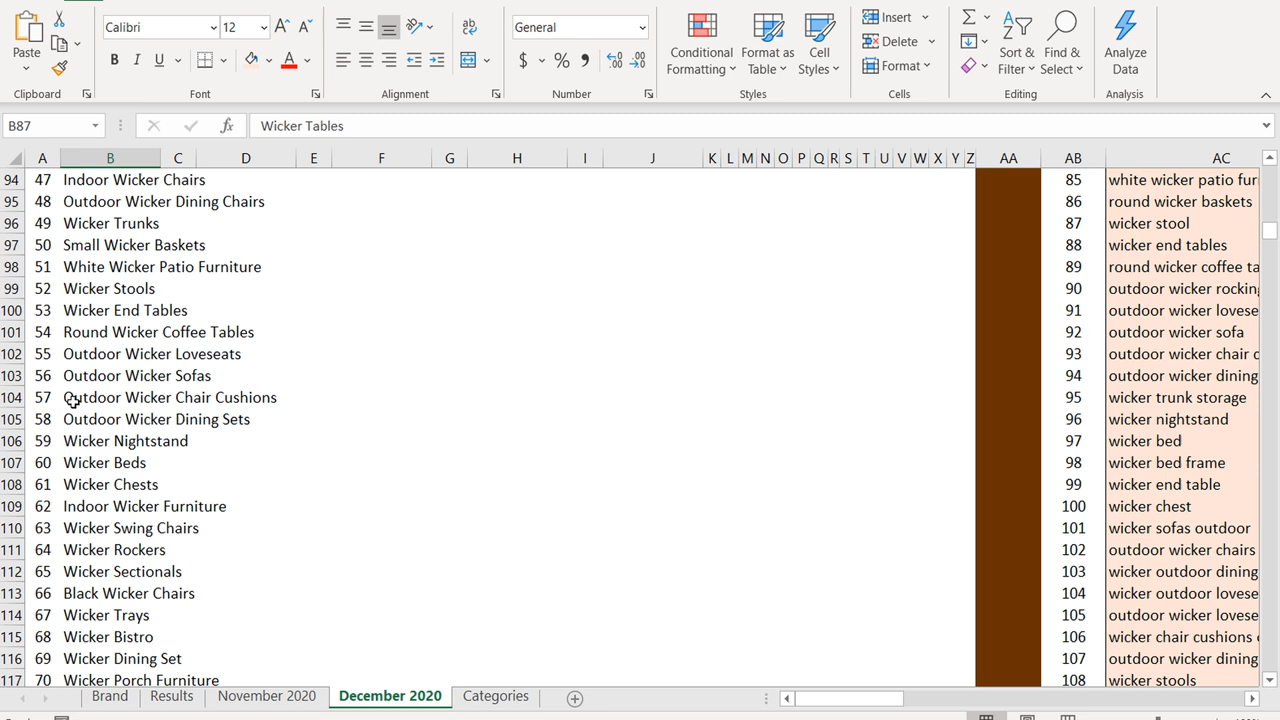 Paste
Clipboard
Calibri 12
B I U A
Font
ab
Alignment
General
$ % 9
Number
Conditional Formatting
Format as Table
Cell Styles
Styles
Insert
Delete
Format
Cells
Sort & Filter
Find & Select
Editing
Analyze Data
Analysis
B87 fx Wicker Tables
A B C D E F G H I J K L M N O P Q R S T U V W X Y Z AA AB AC
94 47 Indoor Wicker Chairs 85 white wicker patio fur
95 48 Outdoor Wicker Dining Chairs 86 round wicker baskets
96 49 Wicker Trunks 87 wicker stool
97 50 Small Wicker Baskets 88 wicker end tables
98 51 White Wicker Patio Furniture 89 round wicker coffee ta
99 52 Wicker Stools 90 outdoor wicker rocking
100 53 Wicker End Tables 91 outdoor wicker lovese
101 54 Round Wicker Coffee Tables 92 outdoor wicker sofa
102 55 Outdoor Wicker Loveseats 93 outdoor wicker chair c
103 56 Outdoor Wicker Sofas 94 outdoor wicker dining
104 57 Outdoor Wicker Chair Cushions 95 wicker trunk storage
105 58 Outdoor Wicker Dining Sets 96 wicker nightstand
106 59 Wicker Nightstand 97 wicker bed
107 60 Wicker Beds 98 wicker bed frame
108 61 Wicker Chests 99 wicker end table
109 62 Indoor Wicker Furniture 100 wicker chest
110 63 Wicker Swing Chairs 101 wicker sofas outdoor
111 64 Wicker Rockers 102 outdoor wicker chairs
112 65 Wicker Sectionals 103 wicker outdoor dining
113 66 Black Wicker Chairs 104 wicker outdoor lovese
114 67 Wicker Trays 105 outdoor wicker lovese
115 68 Wicker Bistro 106 wicker chair cushions o
116 69 Wicker Dining Set 107 outdoor wicker dining
117 70 Wicker Porch Furniture 108 wicker stools
Brand Results November 2020 December 2020 Categories